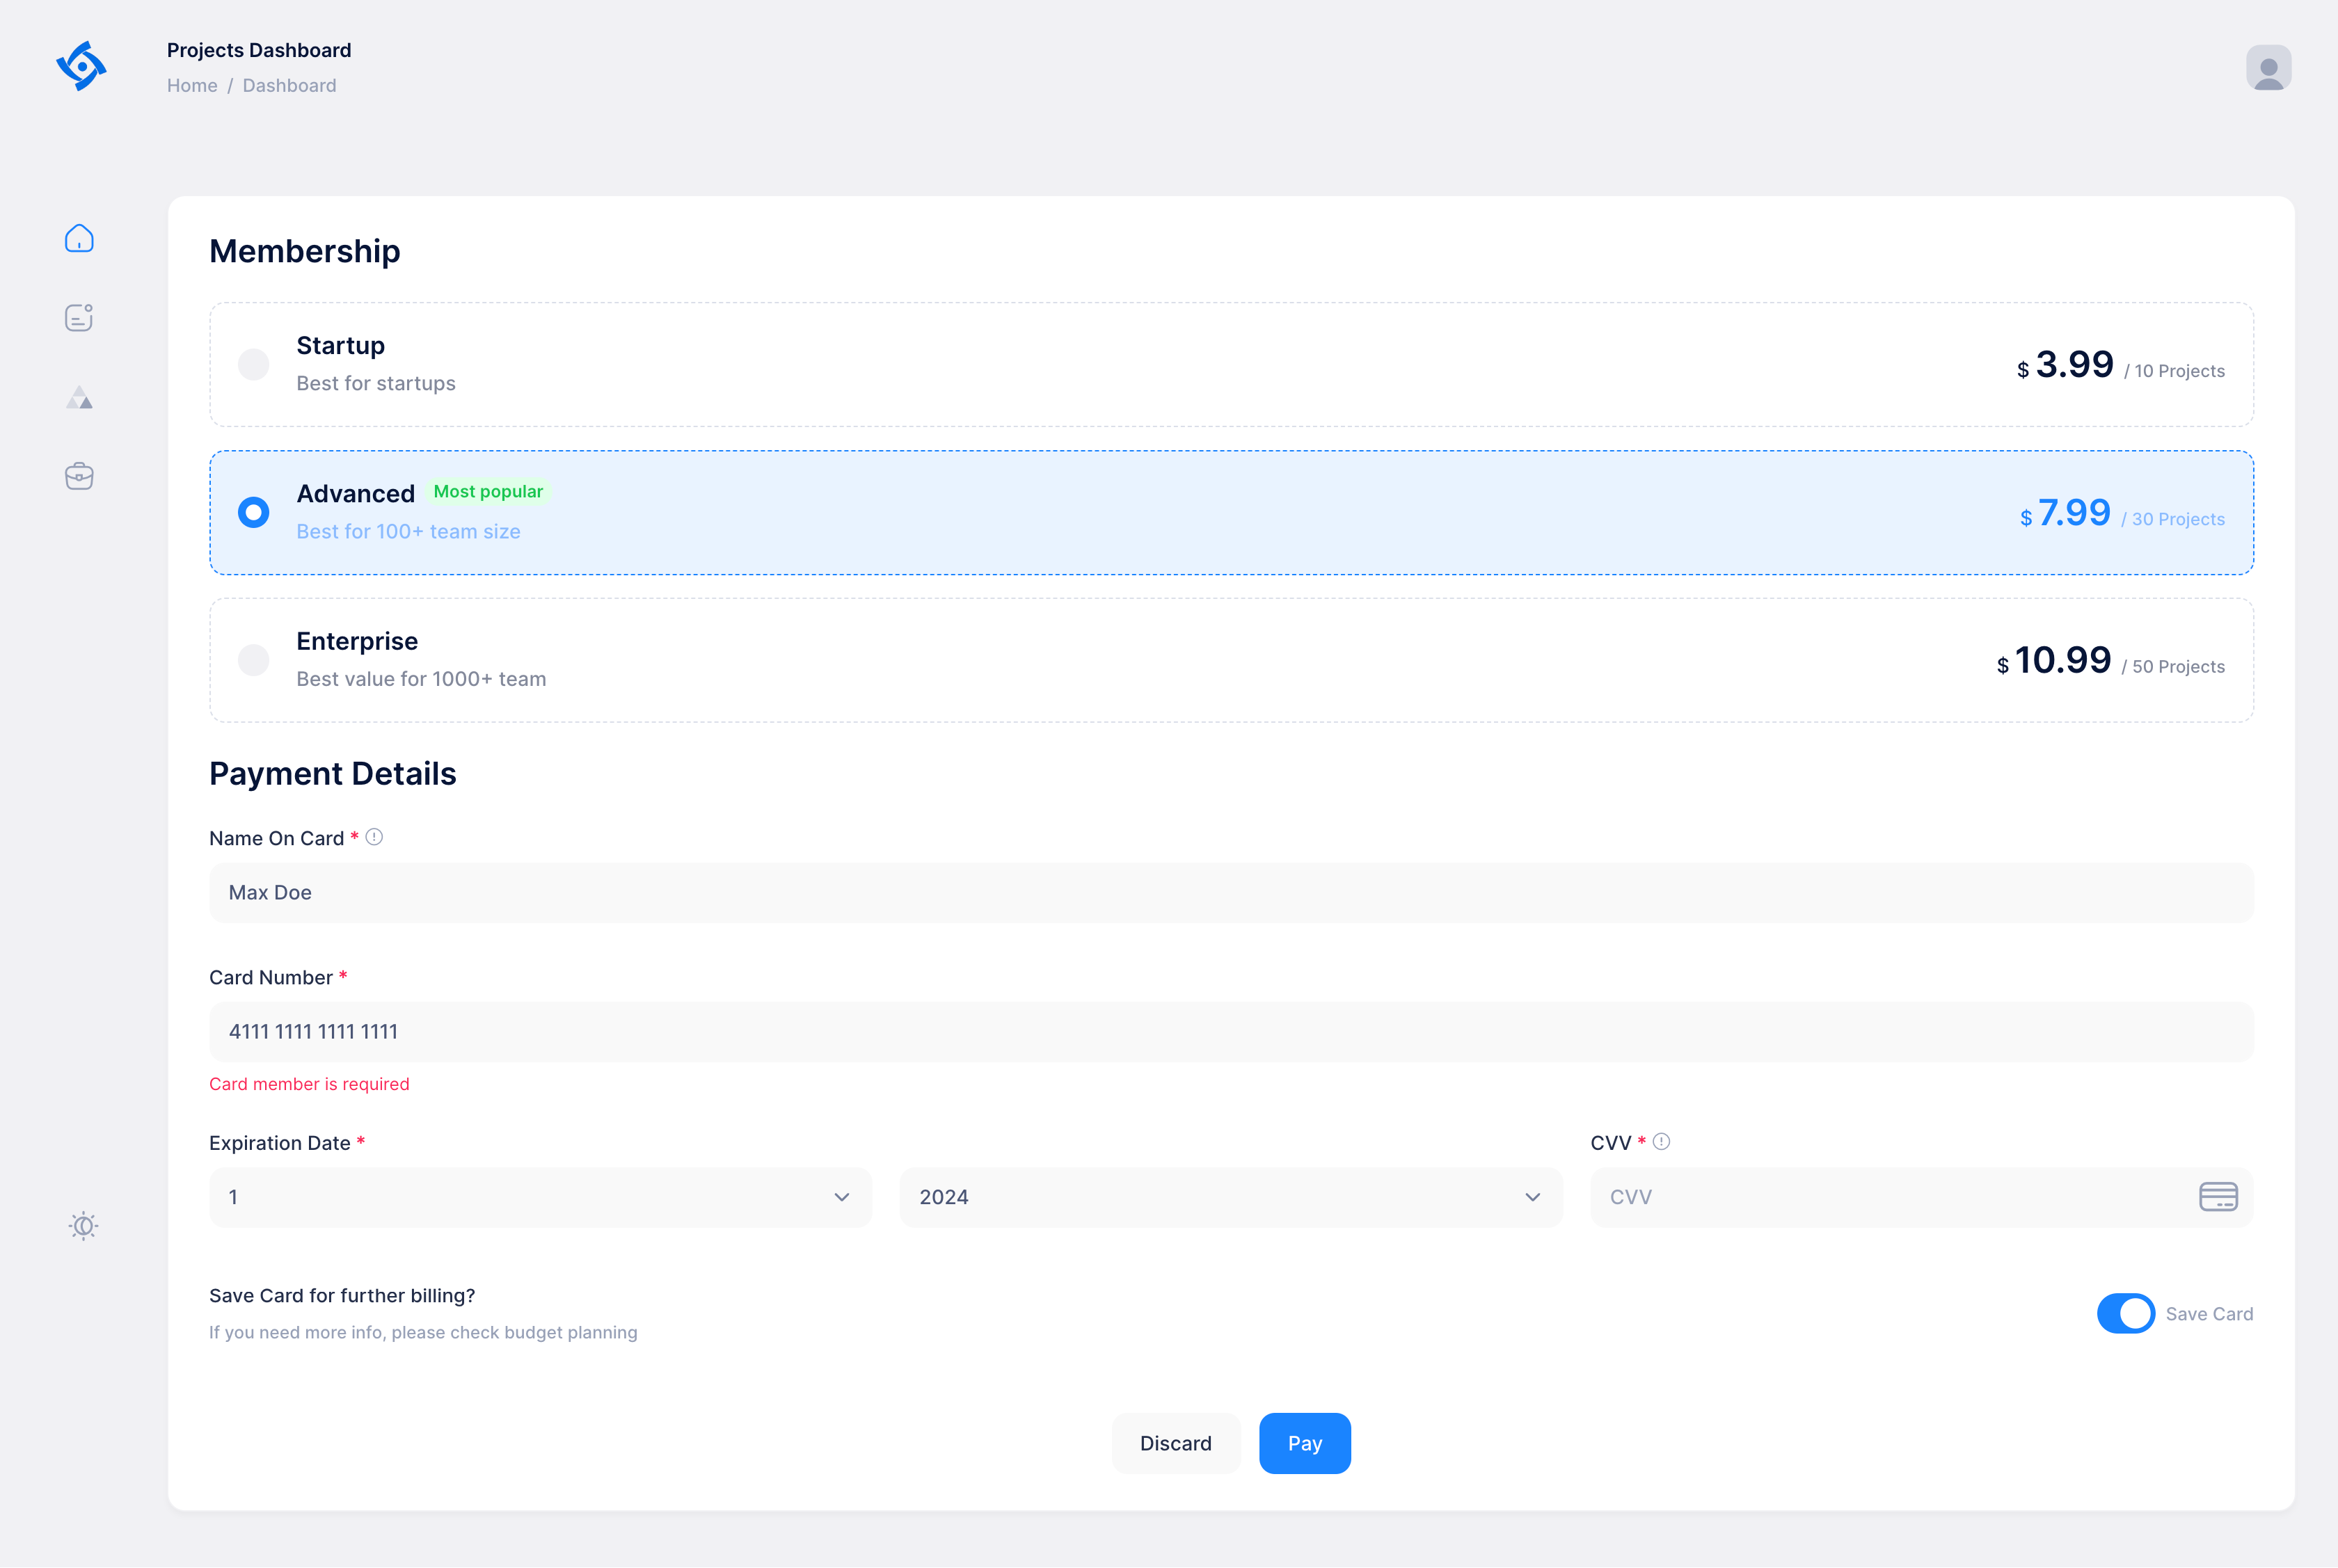 Projects Dashboard
Home / Dashboard
Membership
Startup
Best for startups
$ 3.99 / 10 Projects
Advanced Most popular
Best for 100+ team size
$ 7.99 / 30 Projects
Enterprise
Best value for 1000+ team
$ 10.99 / 50 Projects
Payment Details
Name On Card *
Max Doe
Card Number *
4111 1111 1111 1111
Card member is required
Expiration Date *
CVV *
1
2024
CVV
Save Card for further billing?
If you need more info, please check budget planning
Save Card
Discard
Pay